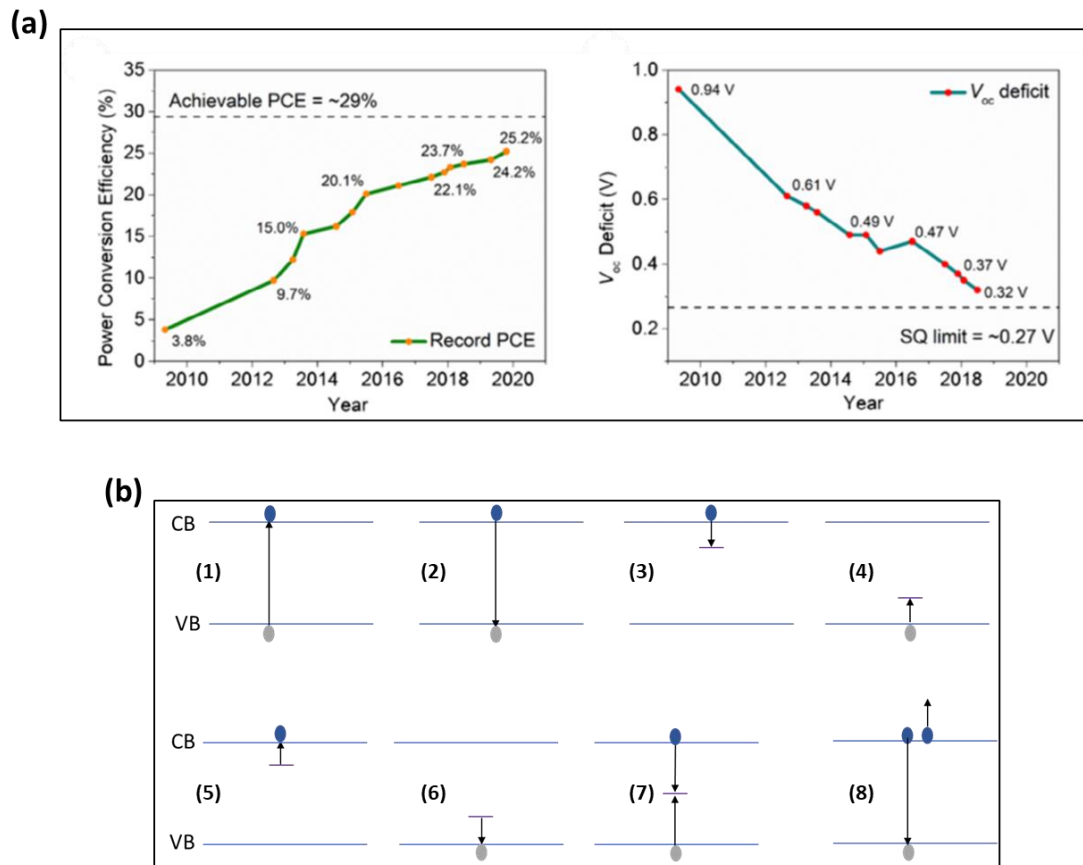 (a)
Power Conversion Efficiency (%)
35
30
25
20
15
10
5
0
Achievable PCE = ~29%
3.8%
9.7%
15.0%
20.1%
22.1%
23.7%
24.2%
25.2%
Record PCE
2010 2012 2014 2016 2018 2020
Year
Voc Deficit (V)
1.0
0.8
0.6
0.4
0.2
Voc deficit
0.94 V
0.61 V
0.49 V
0.47 V
0.37 V
0.32 V
SQ limit = ~0.27 V
2010 2012 2014 2016 2018 2020
Year
(b)
CB
(1) (2) (3) (4)
VB
CB
(5) (6) (7) (8)
VB